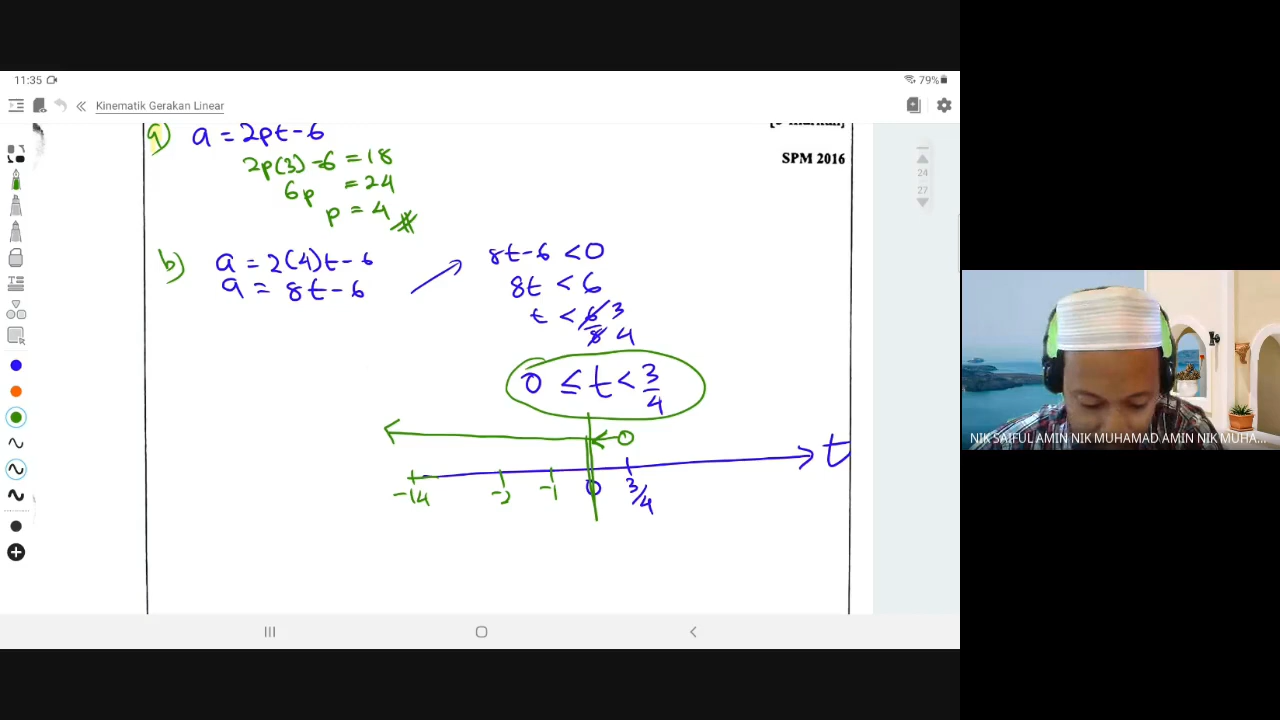 11:35
79%
Kinematik Gerakan Linear
a) a = 2pt - 6
SPM 2016
24
27
2p(3) - 6 = 18
6p = 24
p = 4
b) a = 2(4)t - 6
a = 8t - 6
8t - 6 < 0
8t < 6
t < 6/8 3/4
0 ≤ t < 3/4
t
-14 -2 -1 0 3/4
NIK SAIFUL AMIN NIK MUHAMAD AMIN NIK MUHA...